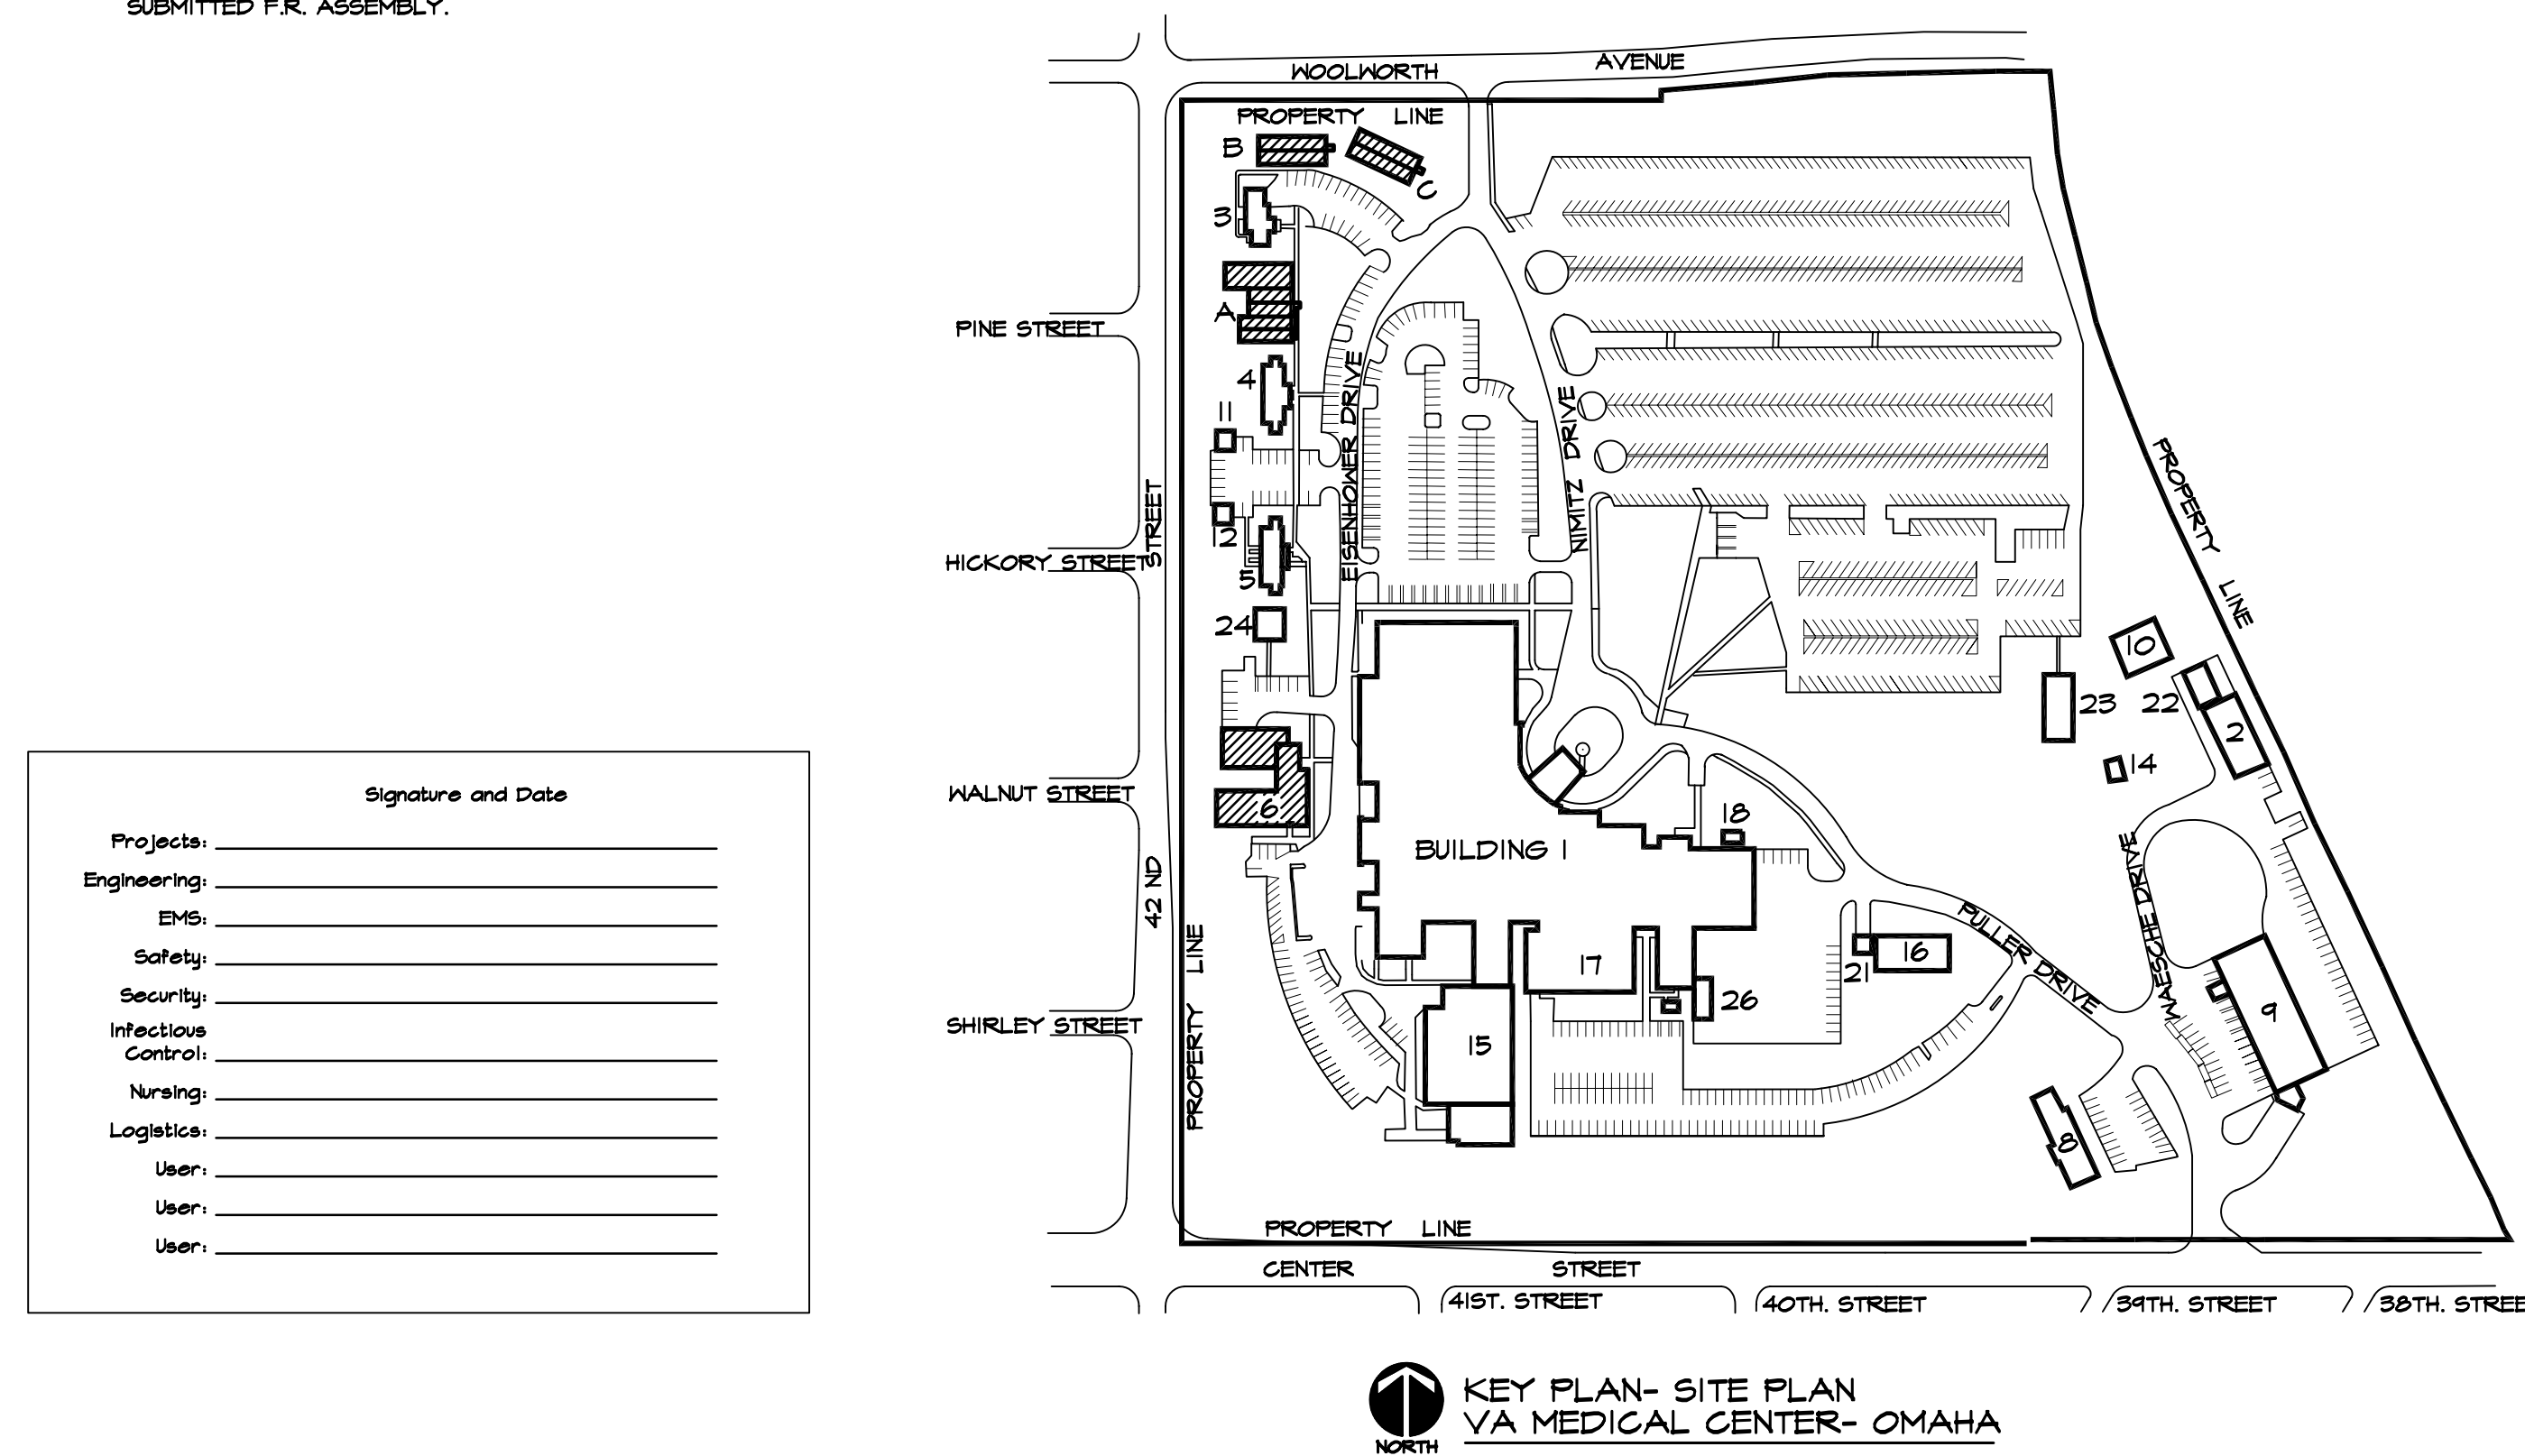 SUBMITTED F.R. ASSEMBLY.
WOOLWORTH AVENUE
PROPERTY LINE
B
C
3
A
PINE STREET
4
11
EISENHOWER DRIVE
NIMITZ DRIVE
PROPERTY LINE
12
HICKORY STREET
5
42 ND STREET
24
10
23
22
2
14
Signature and Date
Projects:
Engineering:
EMS:
Safety:
Security:
Infectious
Control:
Nursing:
Logistics:
User:
User:
User:
WALNUT STREET
6
BUILDING 1
18
WAESCHE DRIVE
PULLER DRIVE
16
21
17
26
9
PROPERTY LINE
SHIRLEY STREET
15
8
PROPERTY LINE
CENTER STREET
41ST. STREET
40TH. STREET
39TH. STREET
38TH. STREE
NORTH
KEY PLAN- SITE PLAN
VA MEDICAL CENTER- OMAHA